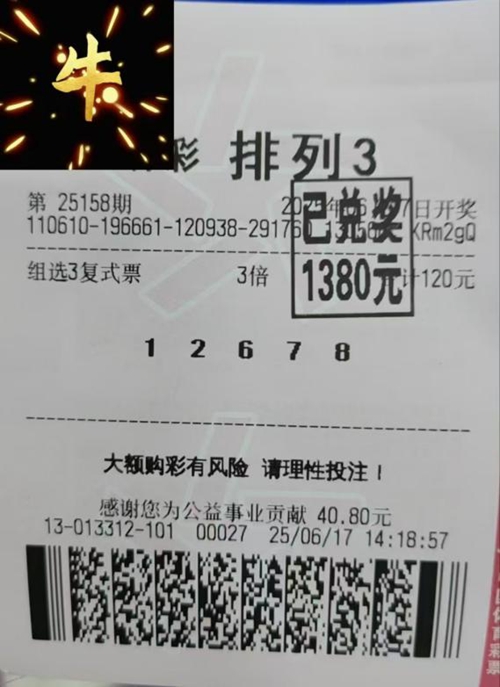 牛
彩 排列3
第 25158期
日开奖
110610-196661-120938-29176
XRm2gQ
已兑奖
1380元
组选3复式票 3倍 计120元
1 2 6 7 8
大额购彩有风险 请理性投注！
感谢您为公益事业贡献 40.80元
13-013312-101 00027 25/06/17 14:18:57